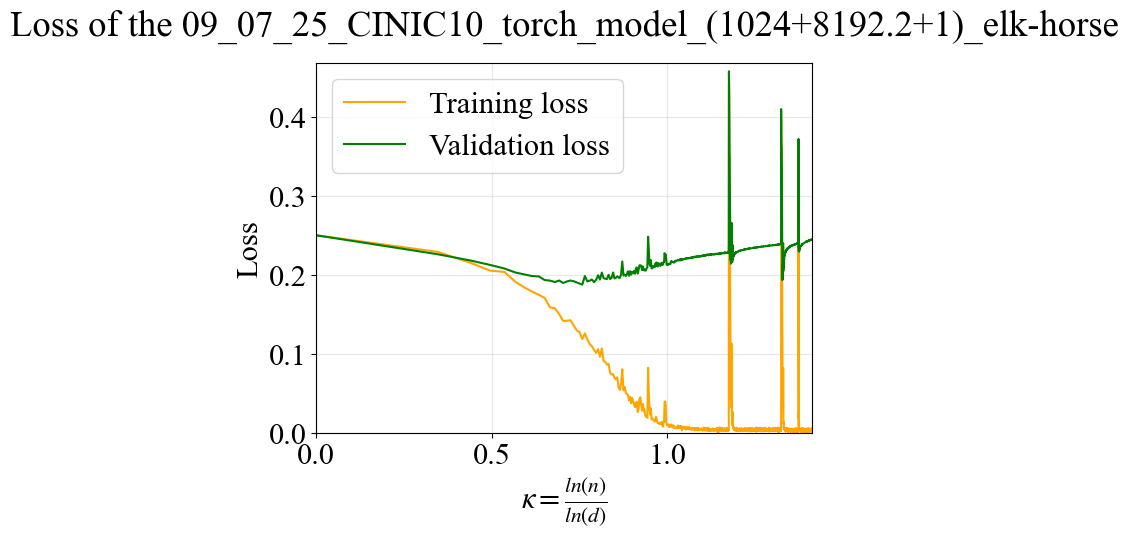 Loss of the 09_07_25_CINIC10_torch_model_(1024+8192.2+1)_elk-horse
Training loss
Validation loss
Loss
0.4
0.3
0.2
0.1
0.0
0.0 0.5 1.0
κ = ln(n)/ln(d)